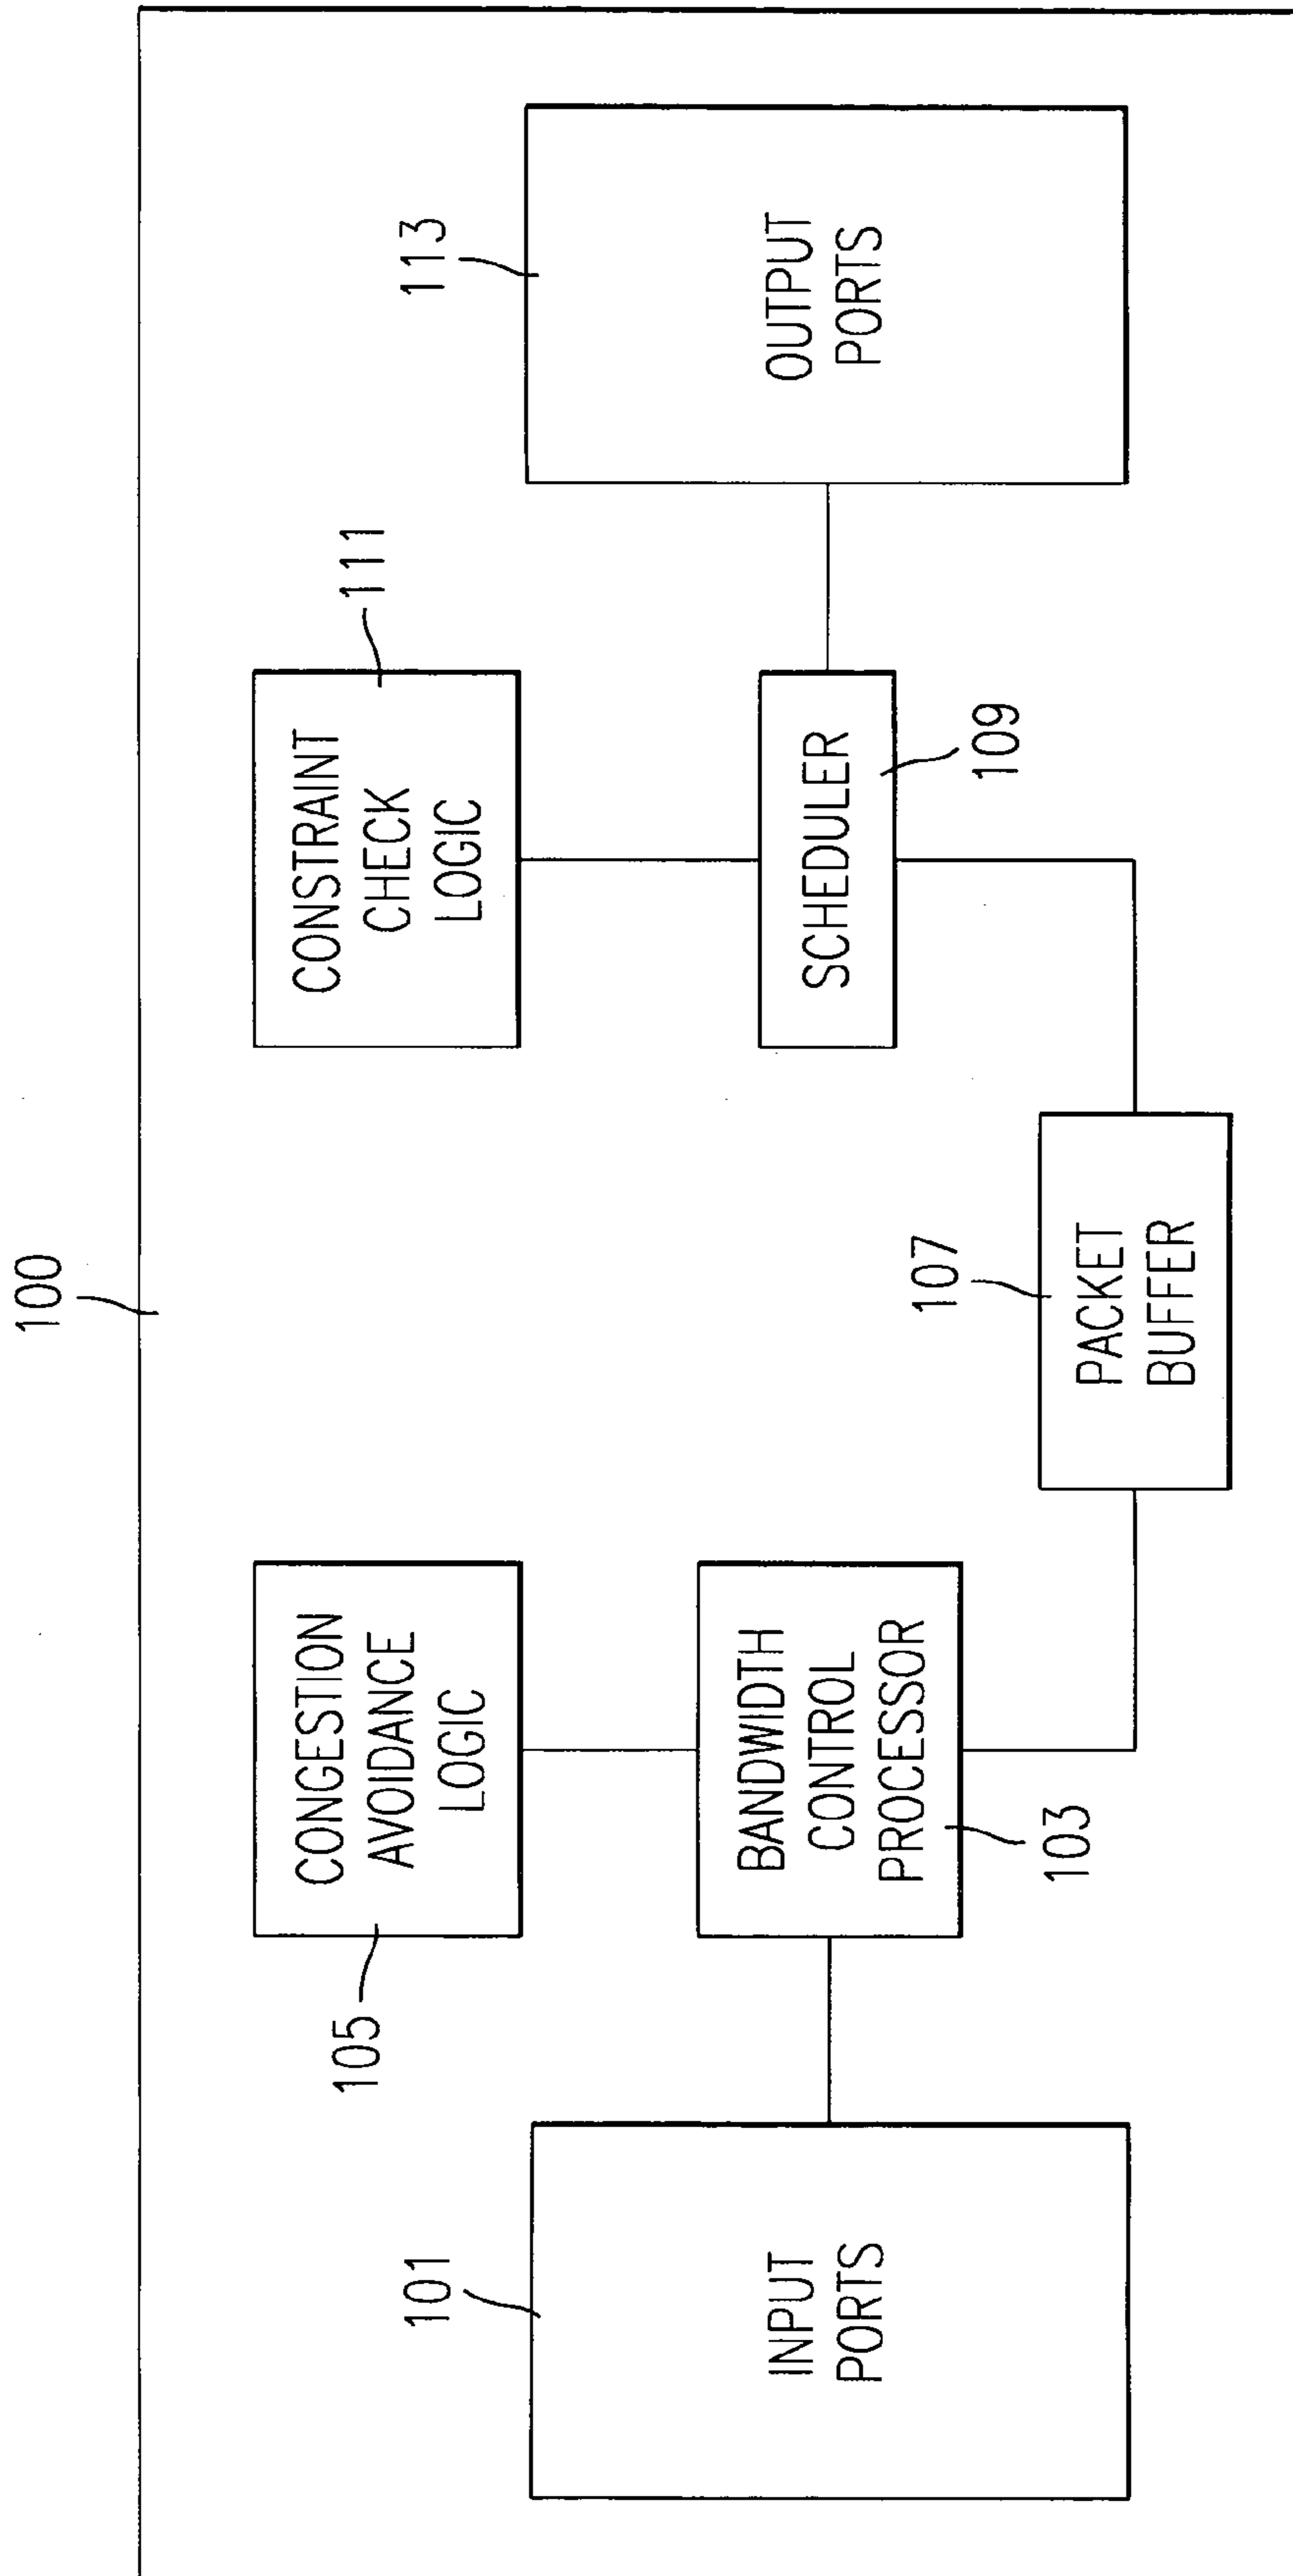 100
105
CONGESTION
AVOIDANCE
LOGIC
CONSTRAINT
CHECK
LOGIC
111
101
INPUT
PORTS
BANDWIDTH
CONTROL
PROCESSOR
103
SCHEDULER
109
113
OUTPUT
PORTS
107
PACKET
BUFFER